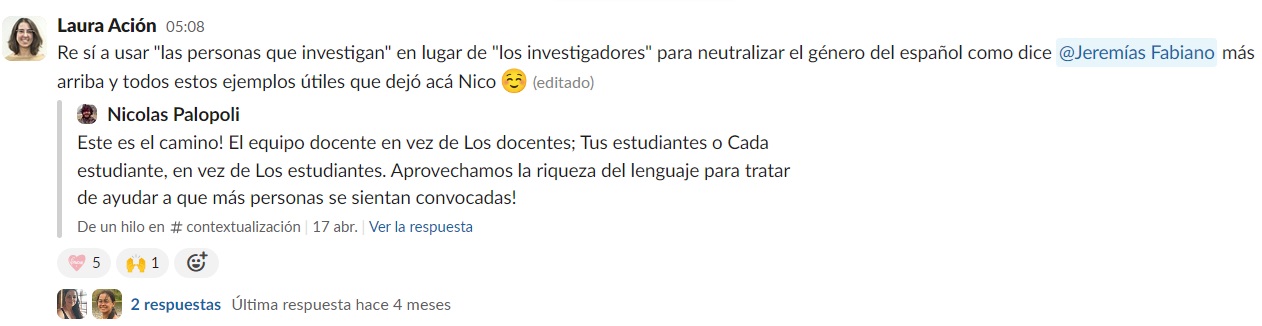 Laura Ación 05:08
Re sí a usar "las personas que investigan" en lugar de "los investigadores" para neutralizar el género del español como dice @Jeremías Fabiano más
arriba y todos estos ejemplos útiles que dejó acá Nico ☺️ (editado)
Nicolas Palopoli
Este es el camino! El equipo docente en vez de Los docentes; Tus estudiantes o Cada
estudiante, en vez de Los estudiantes. Aprovechamos la riqueza del lenguaje para tratar
de ayudar a que más personas se sientan convocadas!
De un hilo en # contextualización | 17 abr. | Ver la respuesta
5 1
2 respuestas Última respuesta hace 4 meses